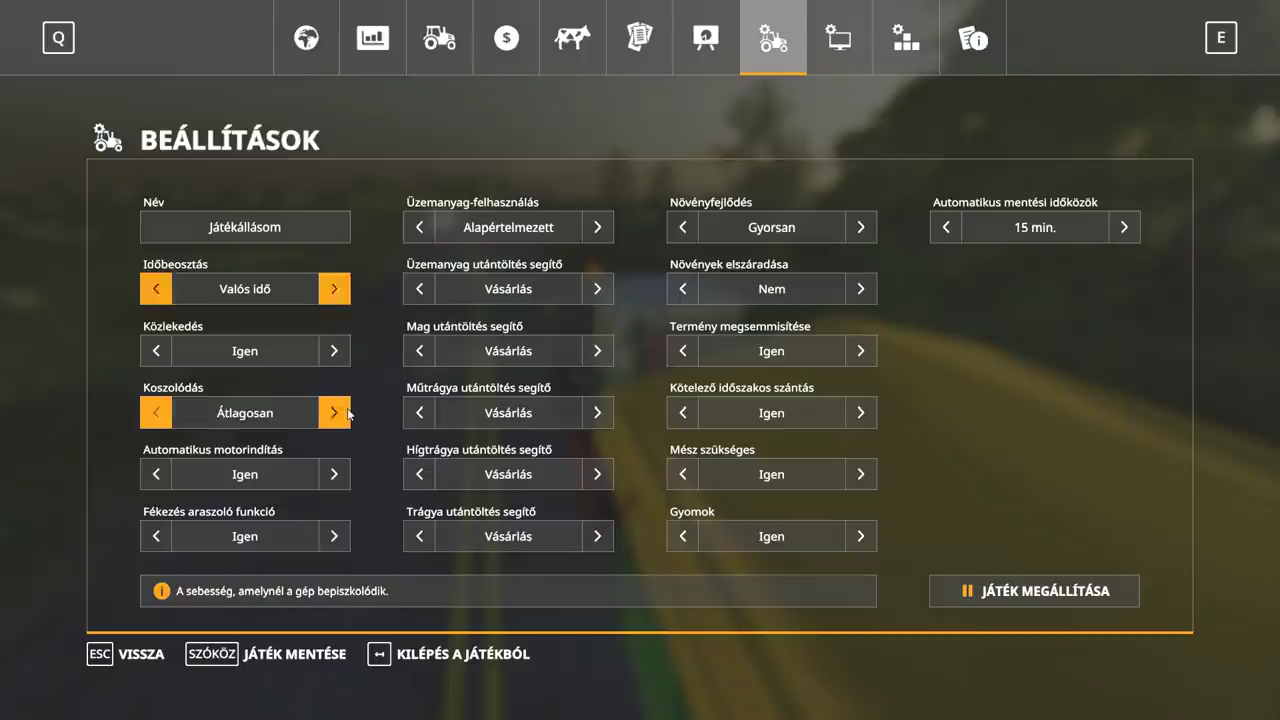 Q
E
BEÁLLÍTÁSOK
Név
Játékállásom
Időbeosztás
Valós idő
Közlekedés
Igen
Koszolódás
Átlagosan
Automatikus motorindítás
Igen
Fékezés araszoló funkció
Igen
Üzemanyag-felhasználás
Alapértelmezett
Üzemanyag utántöltés segítő
Vásárlás
Mag utántöltés segítő
Vásárlás
Műtrágya utántöltés segítő
Vásárlás
Hígtrágya utántöltés segítő
Vásárlás
Trágya utántöltés segítő
Vásárlás
Növényfejlődés
Gyorsan
Növények elszáradása
Nem
Termény megsemmisítése
Igen
Kötelező időszakos szántás
Igen
Mész szükséges
Igen
Gyomok
Igen
Automatikus mentési időközök
15 min.
A sebesség, amelynél a gép bepiszkolódik.
JÁTÉK MEGÁLLÍTÁSA
ESC VISSZA SZÓKÖZ JÁTÉK MENTÉSE KILÉPÉS A JÁTÉKBÓL